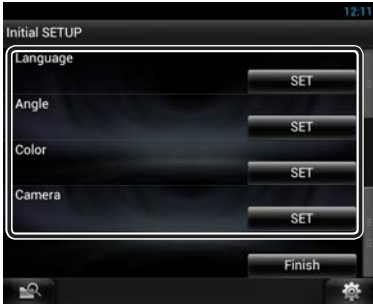 12:11
Initial SETUP
Language
SET
Angle
SET
Color
SET
Camera
SET
Finish